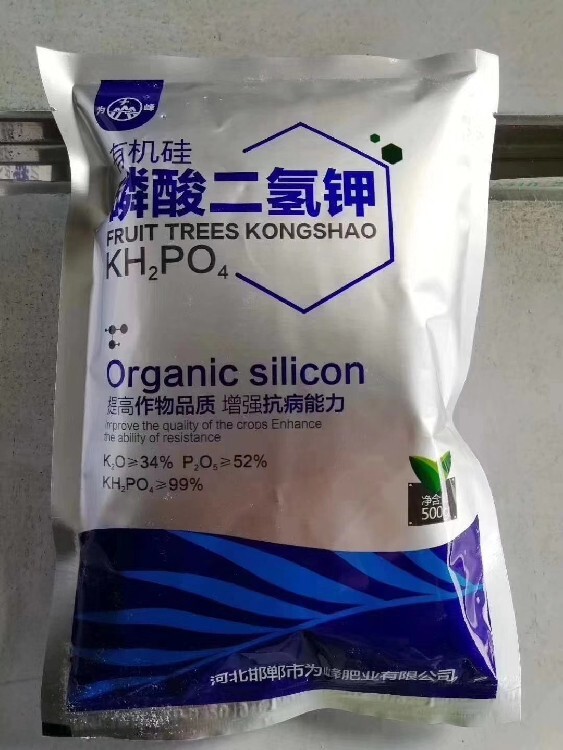 为峰
有机硅
磷酸二氢钾
FRUIT TREES KONGSHAO
KH₂PO₄
Organic silicon
提高作物品质 增强抗病能力
Improve the quality of the crops Enhance
the ability of resistance
K₂O≥34% P₂O₅≥52%
KH₂PO₄≥99%
净含
500g
河北邯郸市为峰肥业有限公司